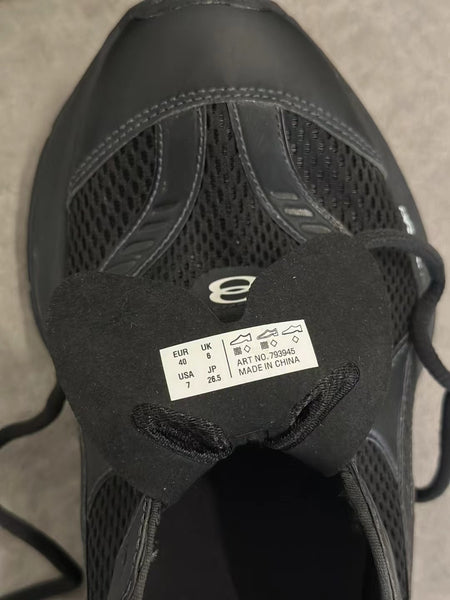 EUR UK
40 6
USA JP
7 26.5
ART NO. 793945
MADE IN CHINA